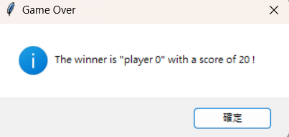 Game Over
The winner is "player 0" with a score of 20 !
確定